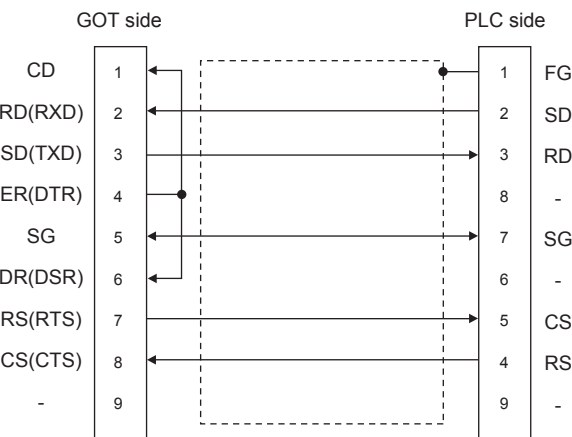 GOT side PLC side
CD 1 1 FG
RD(RXD) 2 2 SD
SD(TXD) 3 3 RD
ER(DTR) 4 8 -
SG 5 7 SG
DR(DSR) 6 6 -
RS(RTS) 7 5 CS
CS(CTS) 8 4 RS
- 9 9 -